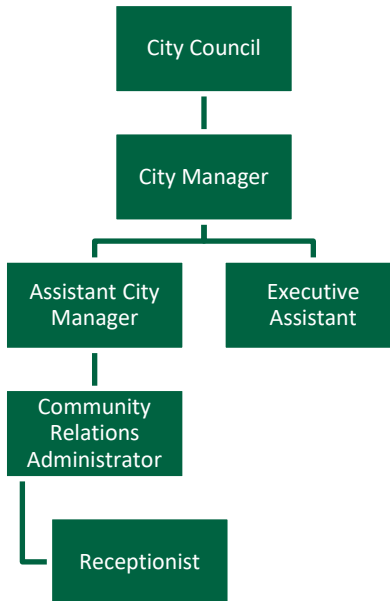 City Council
City Manager
Assistant City
Manager
Executive
Assistant
Community
Relations
Administrator
Receptionist